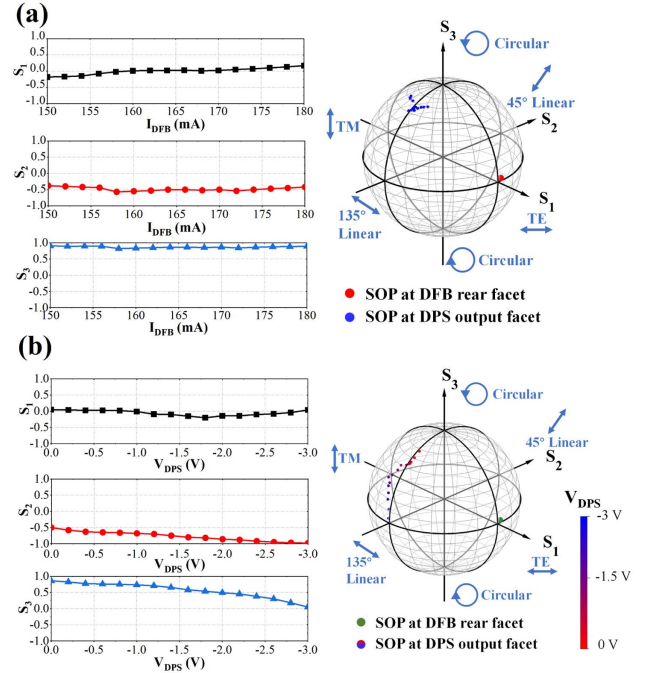 (a)
S1
1.0
0.5
0.0
-0.5
-1.0
150 155 160 165 170 175 180
I_DFB (mA)
S2
1.0
0.5
0.0
-0.5
-1.0
150 155 160 165 170 175 180
I_DFB (mA)
S3
1.0
0.5
0.0
-0.5
-1.0
150 155 160 165 170 175 180
I_DFB (mA)
S3
Circular
45° Linear
S2
TM
S1
TE
135°
Linear
Circular
SOP at DFB rear facet
SOP at DPS output facet
(b)
S1
1.0
0.5
0.0
-0.5
-1.0
0.0 -0.5 -1.0 -1.5 -2.0 -2.5 -3.0
V_DPS (V)
S2
1.0
0.5
0.0
-0.5
-1.0
0.0 -0.5 -1.0 -1.5 -2.0 -2.5 -3.0
V_DPS (V)
S3
1.0
0.5
0.0
-0.5
-1.0
0.0 -0.5 -1.0 -1.5 -2.0 -2.5 -3.0
V_DPS (V)
S3
Circular
45° Linear
S2
TM
S1
TE
135°
Linear
Circular
V_DPS
-3 V
-1.5 V
0 V
SOP at DFB rear facet
SOP at DPS output facet